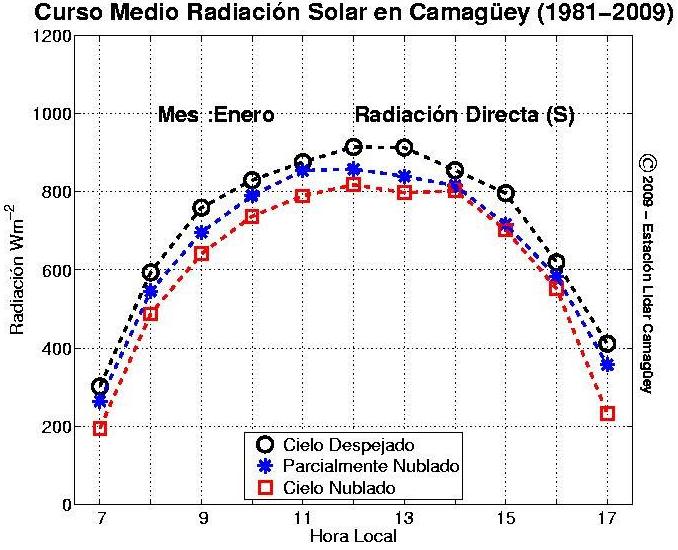 Curso Medio Radiación Solar en Camagüey (1981−2009)
1200
1000
800
600
400
200
0
Radiación Wm−2
Mes :Enero
Radiación Directa (S)
Cielo Despejado
Parcialmente Nublado
Cielo Nublado
7
9
11
13
15
17
Hora Local
© 2009 − Estación Lidar Camagüey